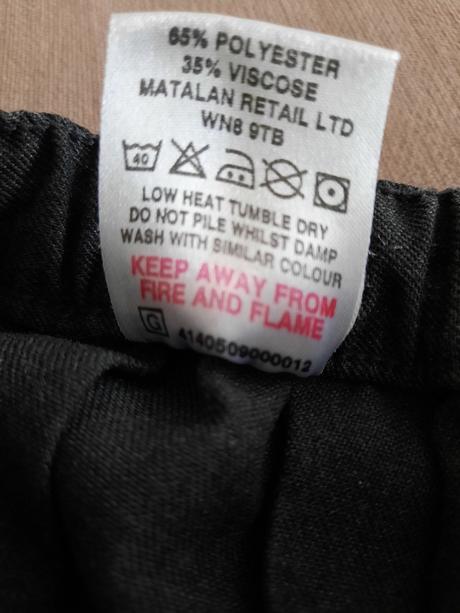 65% POLYESTER
35% VISCOSE
MATALAN RETAIL LTD
WN8 9TB
40
LOW HEAT TUMBLE DRY
DO NOT PILE WHILST DAMP
WASH WITH SIMILAR COLOUR
KEEP AWAY FROM
FIRE AND FLAME
G 4140509000012